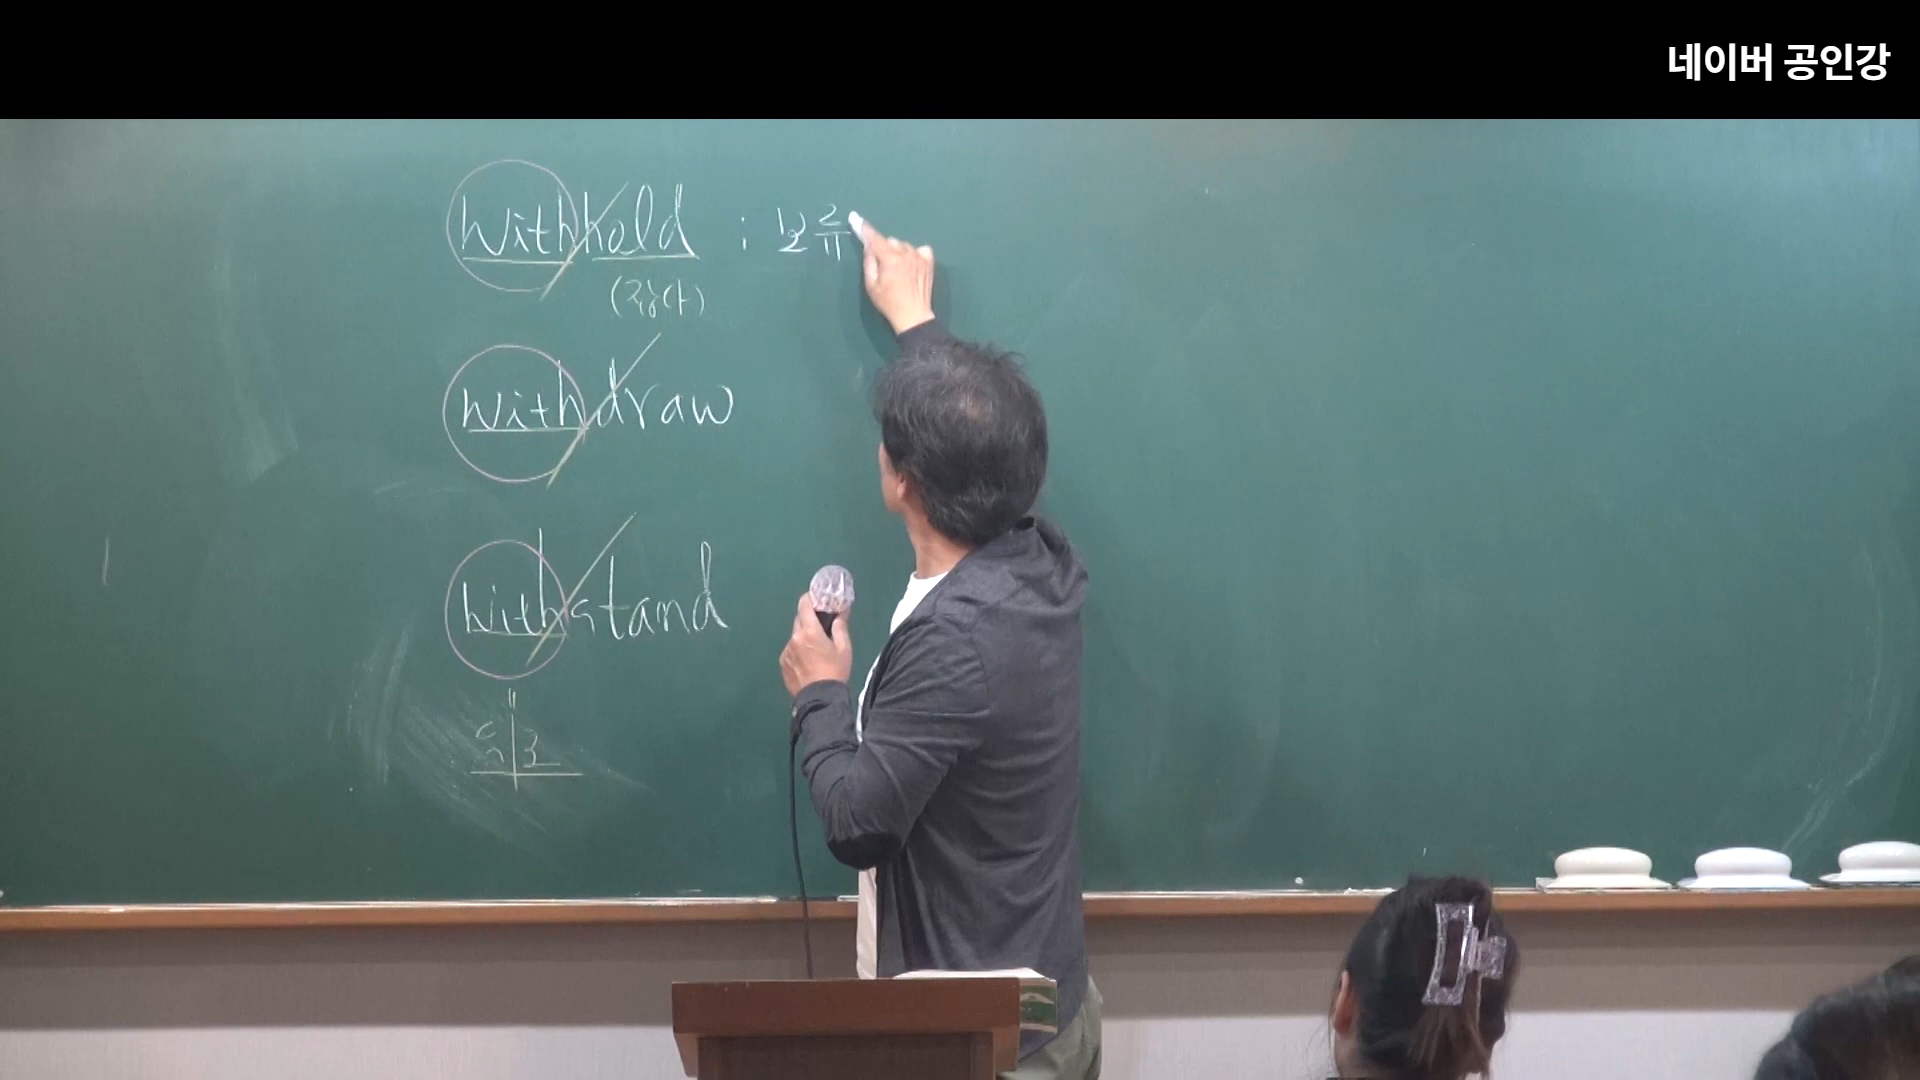 네이버 공인강
withhold : 보류
(잡다)
withdraw
withstand
뒤로